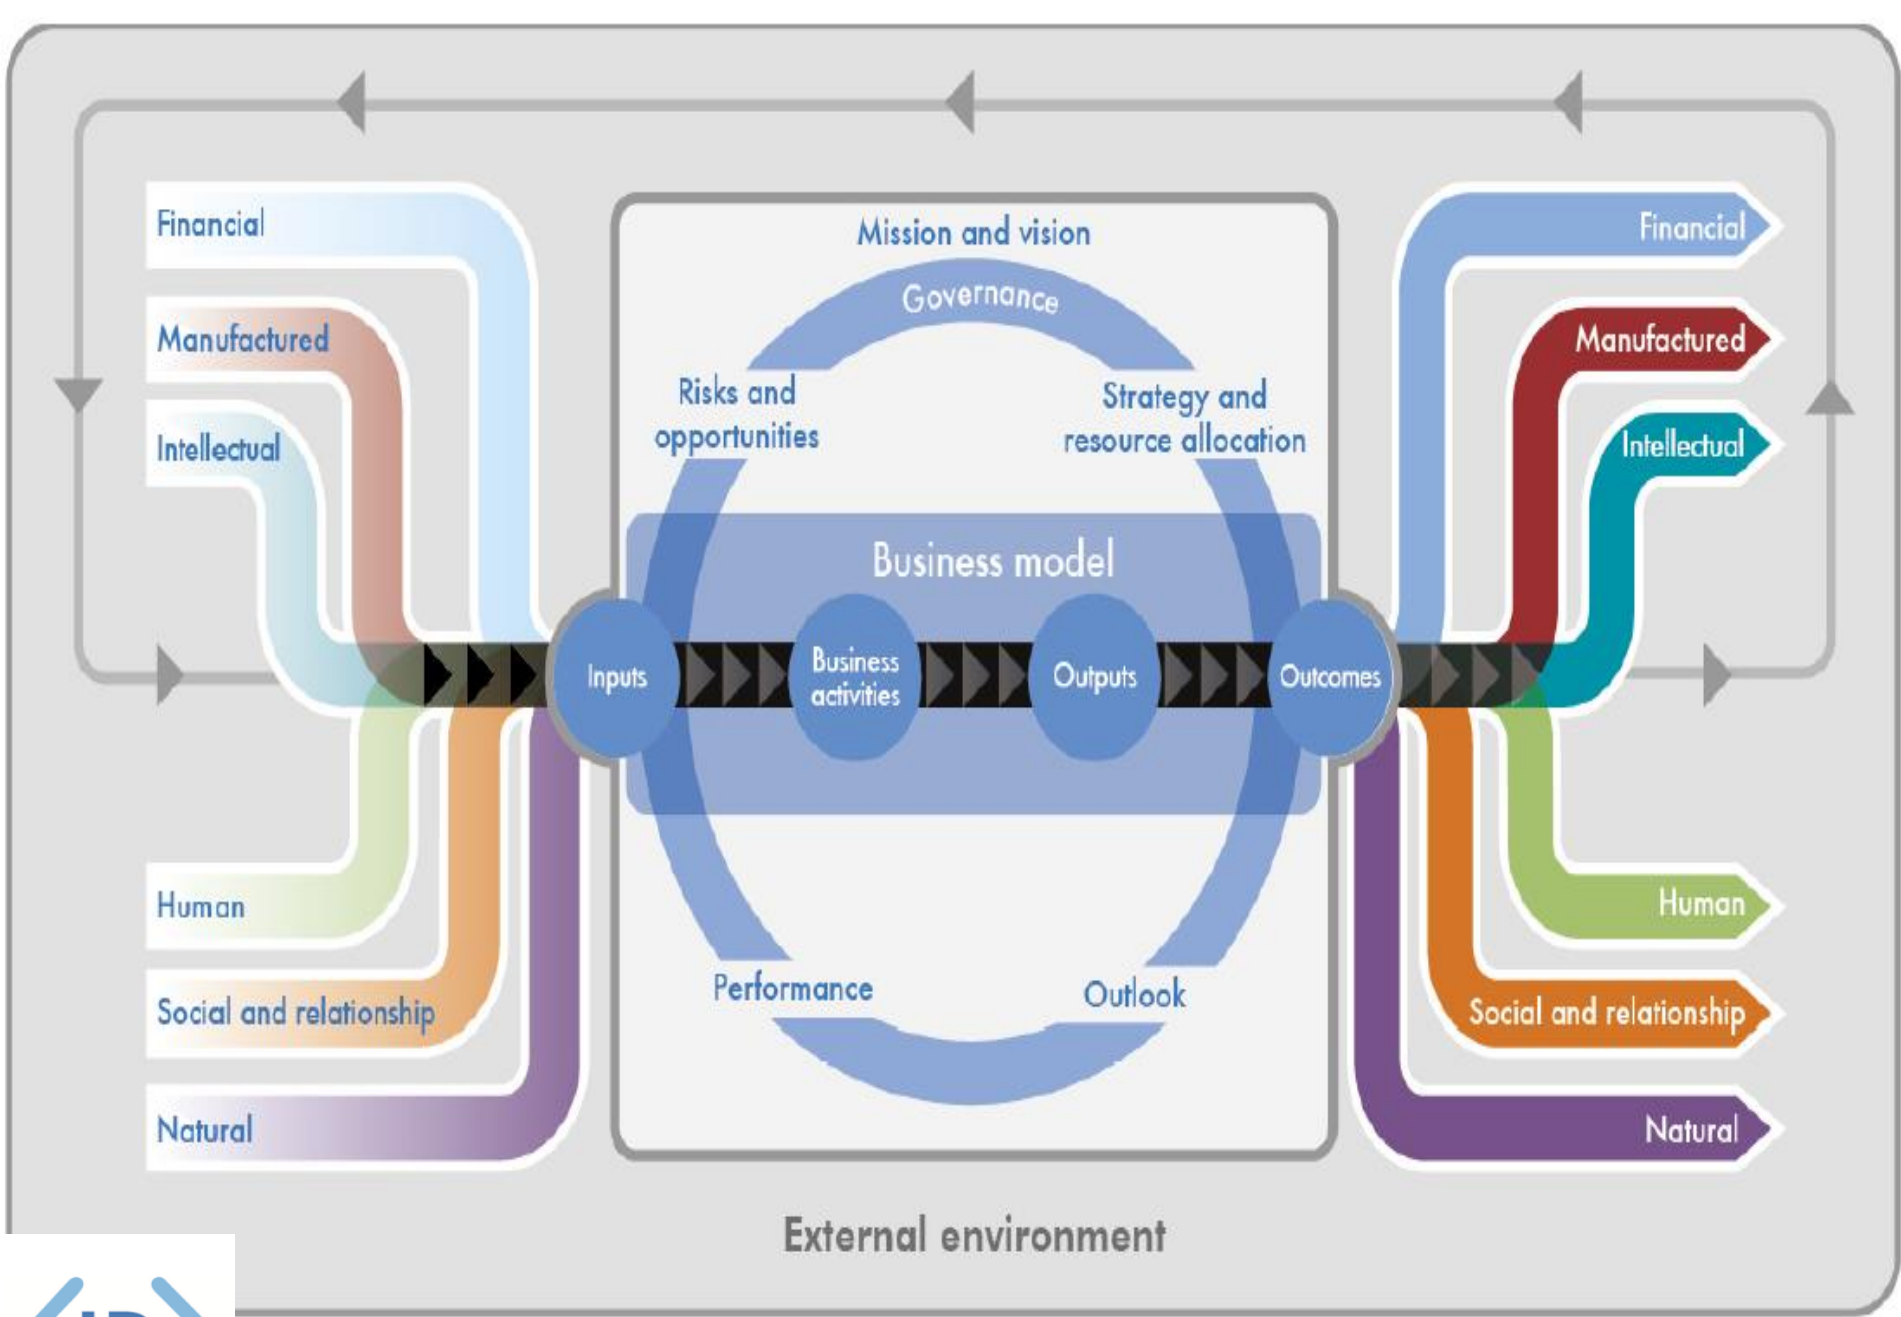 Financial
Manufactured
Intellectual
Human
Social and relationship
Natural
Mission and vision
Governance
Risks and
opportunities
Strategy and
resource allocation
Business model
Inputs
Business
activities
Outputs
Outcomes
Performance
Outlook
Financial
Manufactured
Intellectual
Human
Social and relationship
Natural
External environment